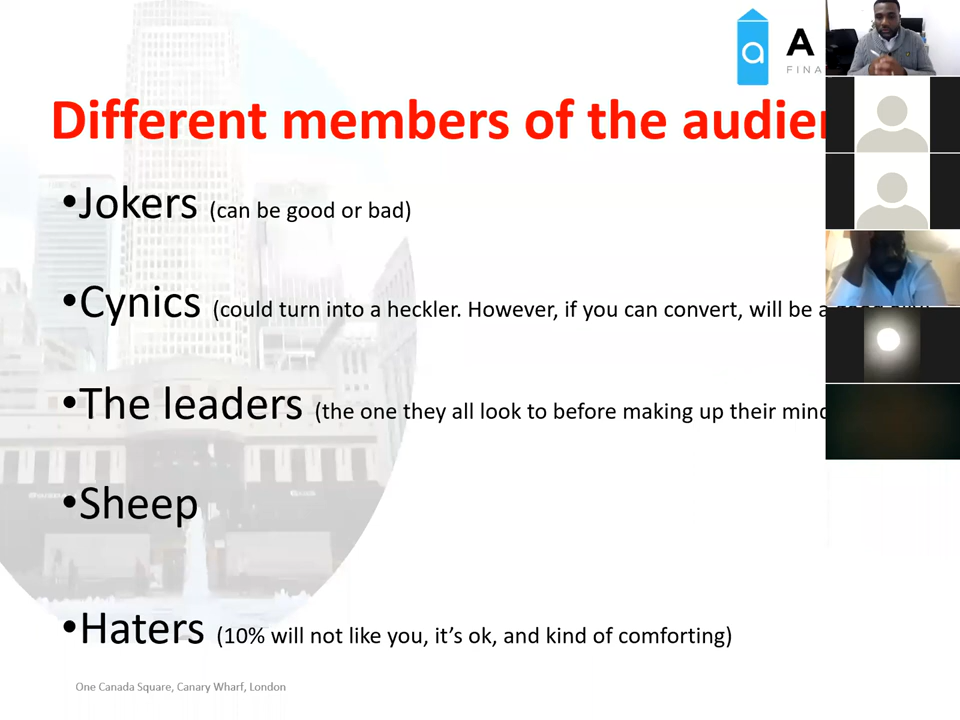 a
A
FINA
Different members of the audien
•Jokers (can be good or bad)
•Cynics (could turn into a heckler. However, if you can convert, will be a
•The leaders (the one they all look to before making up their mind
•Sheep
•Haters (10% will not like you, it's ok, and kind of comforting)
One Canada Square, Canary Wharf, London